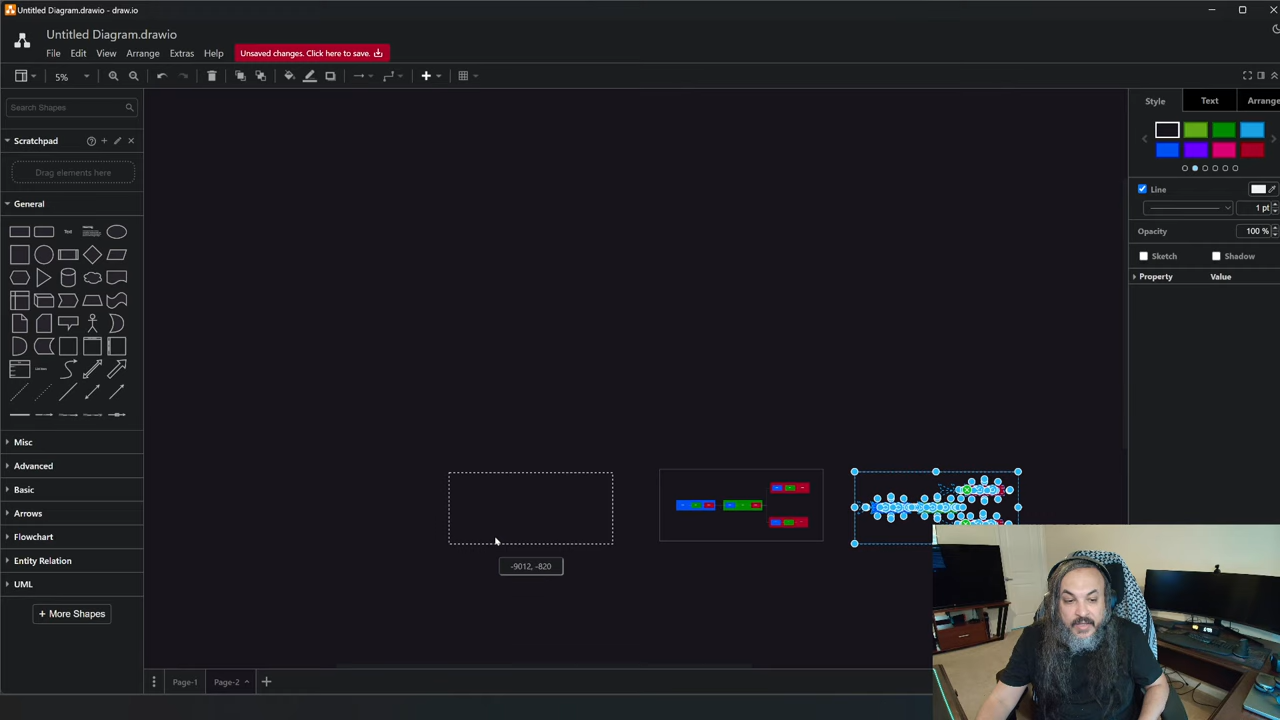 Untitled Diagram.drawio - draw.io
Untitled Diagram.drawio
File Edit View Arrange Extras Help Unsaved changes. Click here to save.
5%
Search Shapes
Scratchpad
Drag elements here
General
Text
Misc
Advanced
Basic
Flowchart
Entity Relation
UML
+ More Shapes
-9012, -820
Page-1 Page-2
Style Text Arrange
Line
1 pt
Opacity 100 %
Sketch Shadow
Property Value